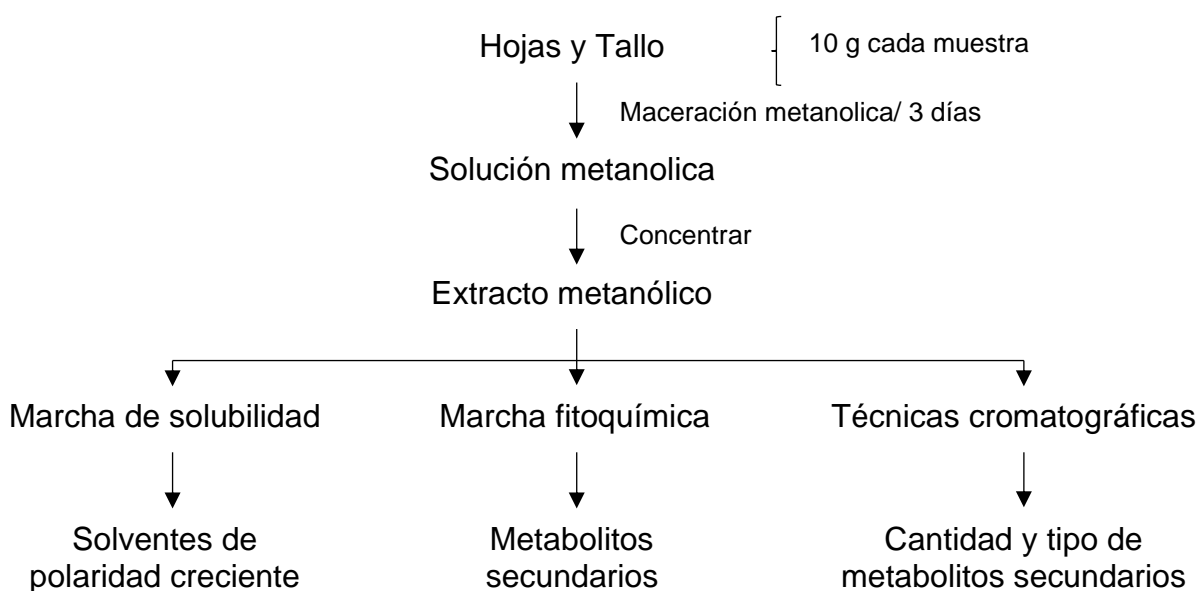 Hojas y Tallo
10 g cada muestra
Maceración metanolica/ 3 días
Solución metanolica
Concentrar
Extracto metanólico
Marcha de solubilidad
Marcha fitoquímica
Técnicas cromatográficas
Solventes de
polaridad creciente
Metabolitos
secundarios
Cantidad y tipo de
metabolitos secundarios